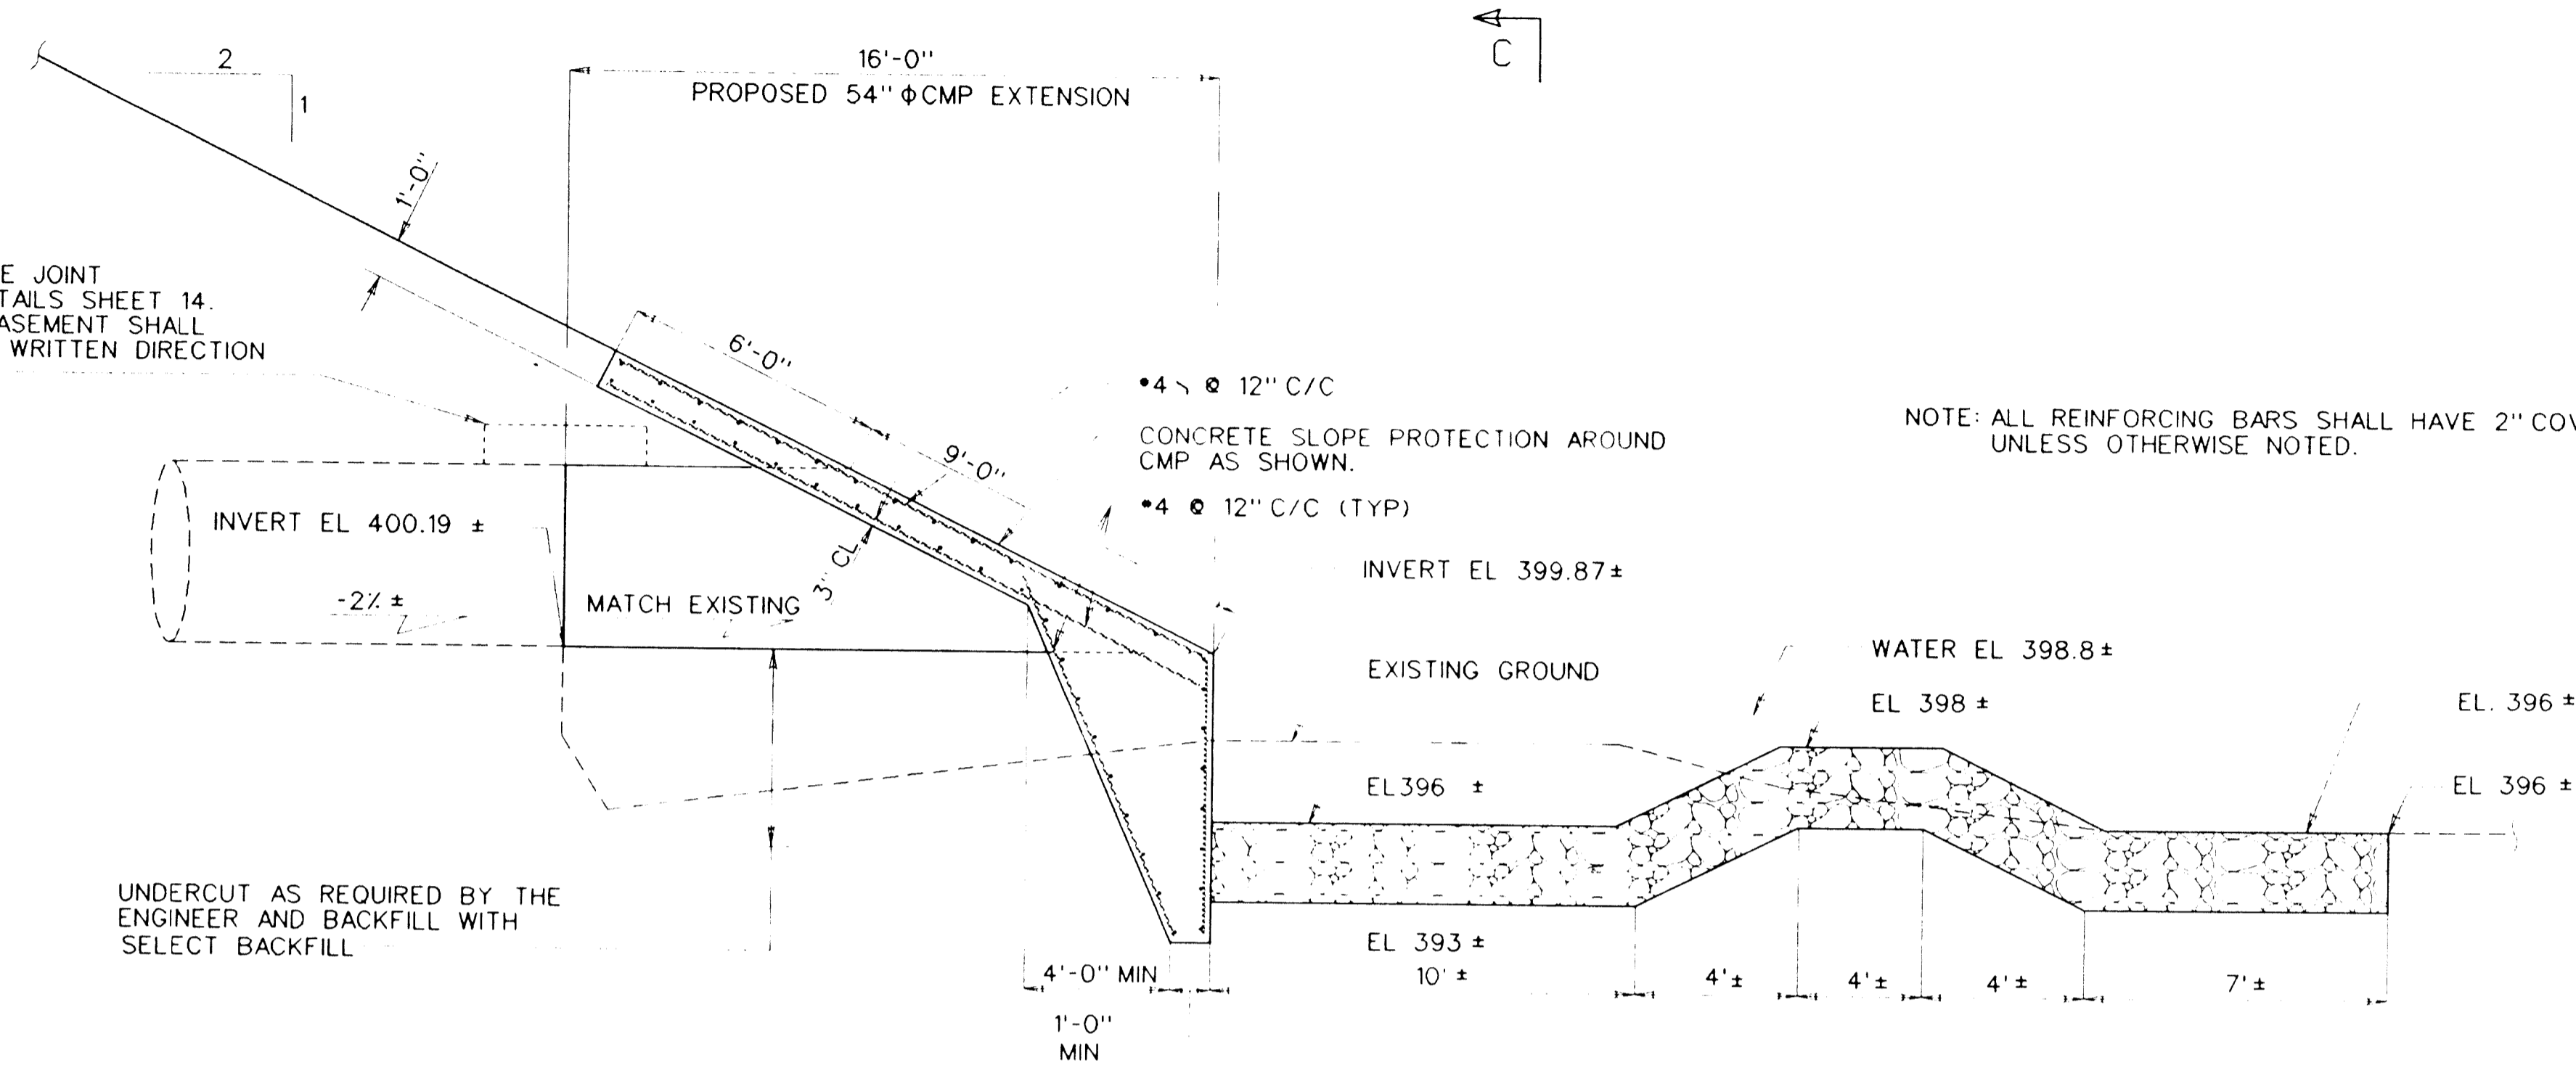 2
1
16'-0"
PROPOSED 54" ΦCMP EXTENSION
C
1'-0"
E JOINT
TAILS SHEET 14.
ASEMENT SHALL
WRITTEN DIRECTION
6'-0"
9'-0"
•4 @ 12" C/C
CONCRETE SLOPE PROTECTION AROUND
CMP AS SHOWN.
•4 @ 12" C/C (TYP)
NOTE: ALL REINFORCING BARS SHALL HAVE 2" COV
UNLESS OTHERWISE NOTED.
INVERT EL 400.19 ±
-2% ±
MATCH EXISTING
3" CL
INVERT EL 399.87±
EXISTING GROUND
WATER EL 398.8±
EL 398 ±
EL. 396 ±
EL396 ±
EL 396 ±
UNDERCUT AS REQUIRED BY THE
ENGINEER AND BACKFILL WITH
SELECT BACKFILL
EL 393 ±
4'-0" MIN
10' ±
4'±
4'±
4'±
7'±
1'-0"
MIN